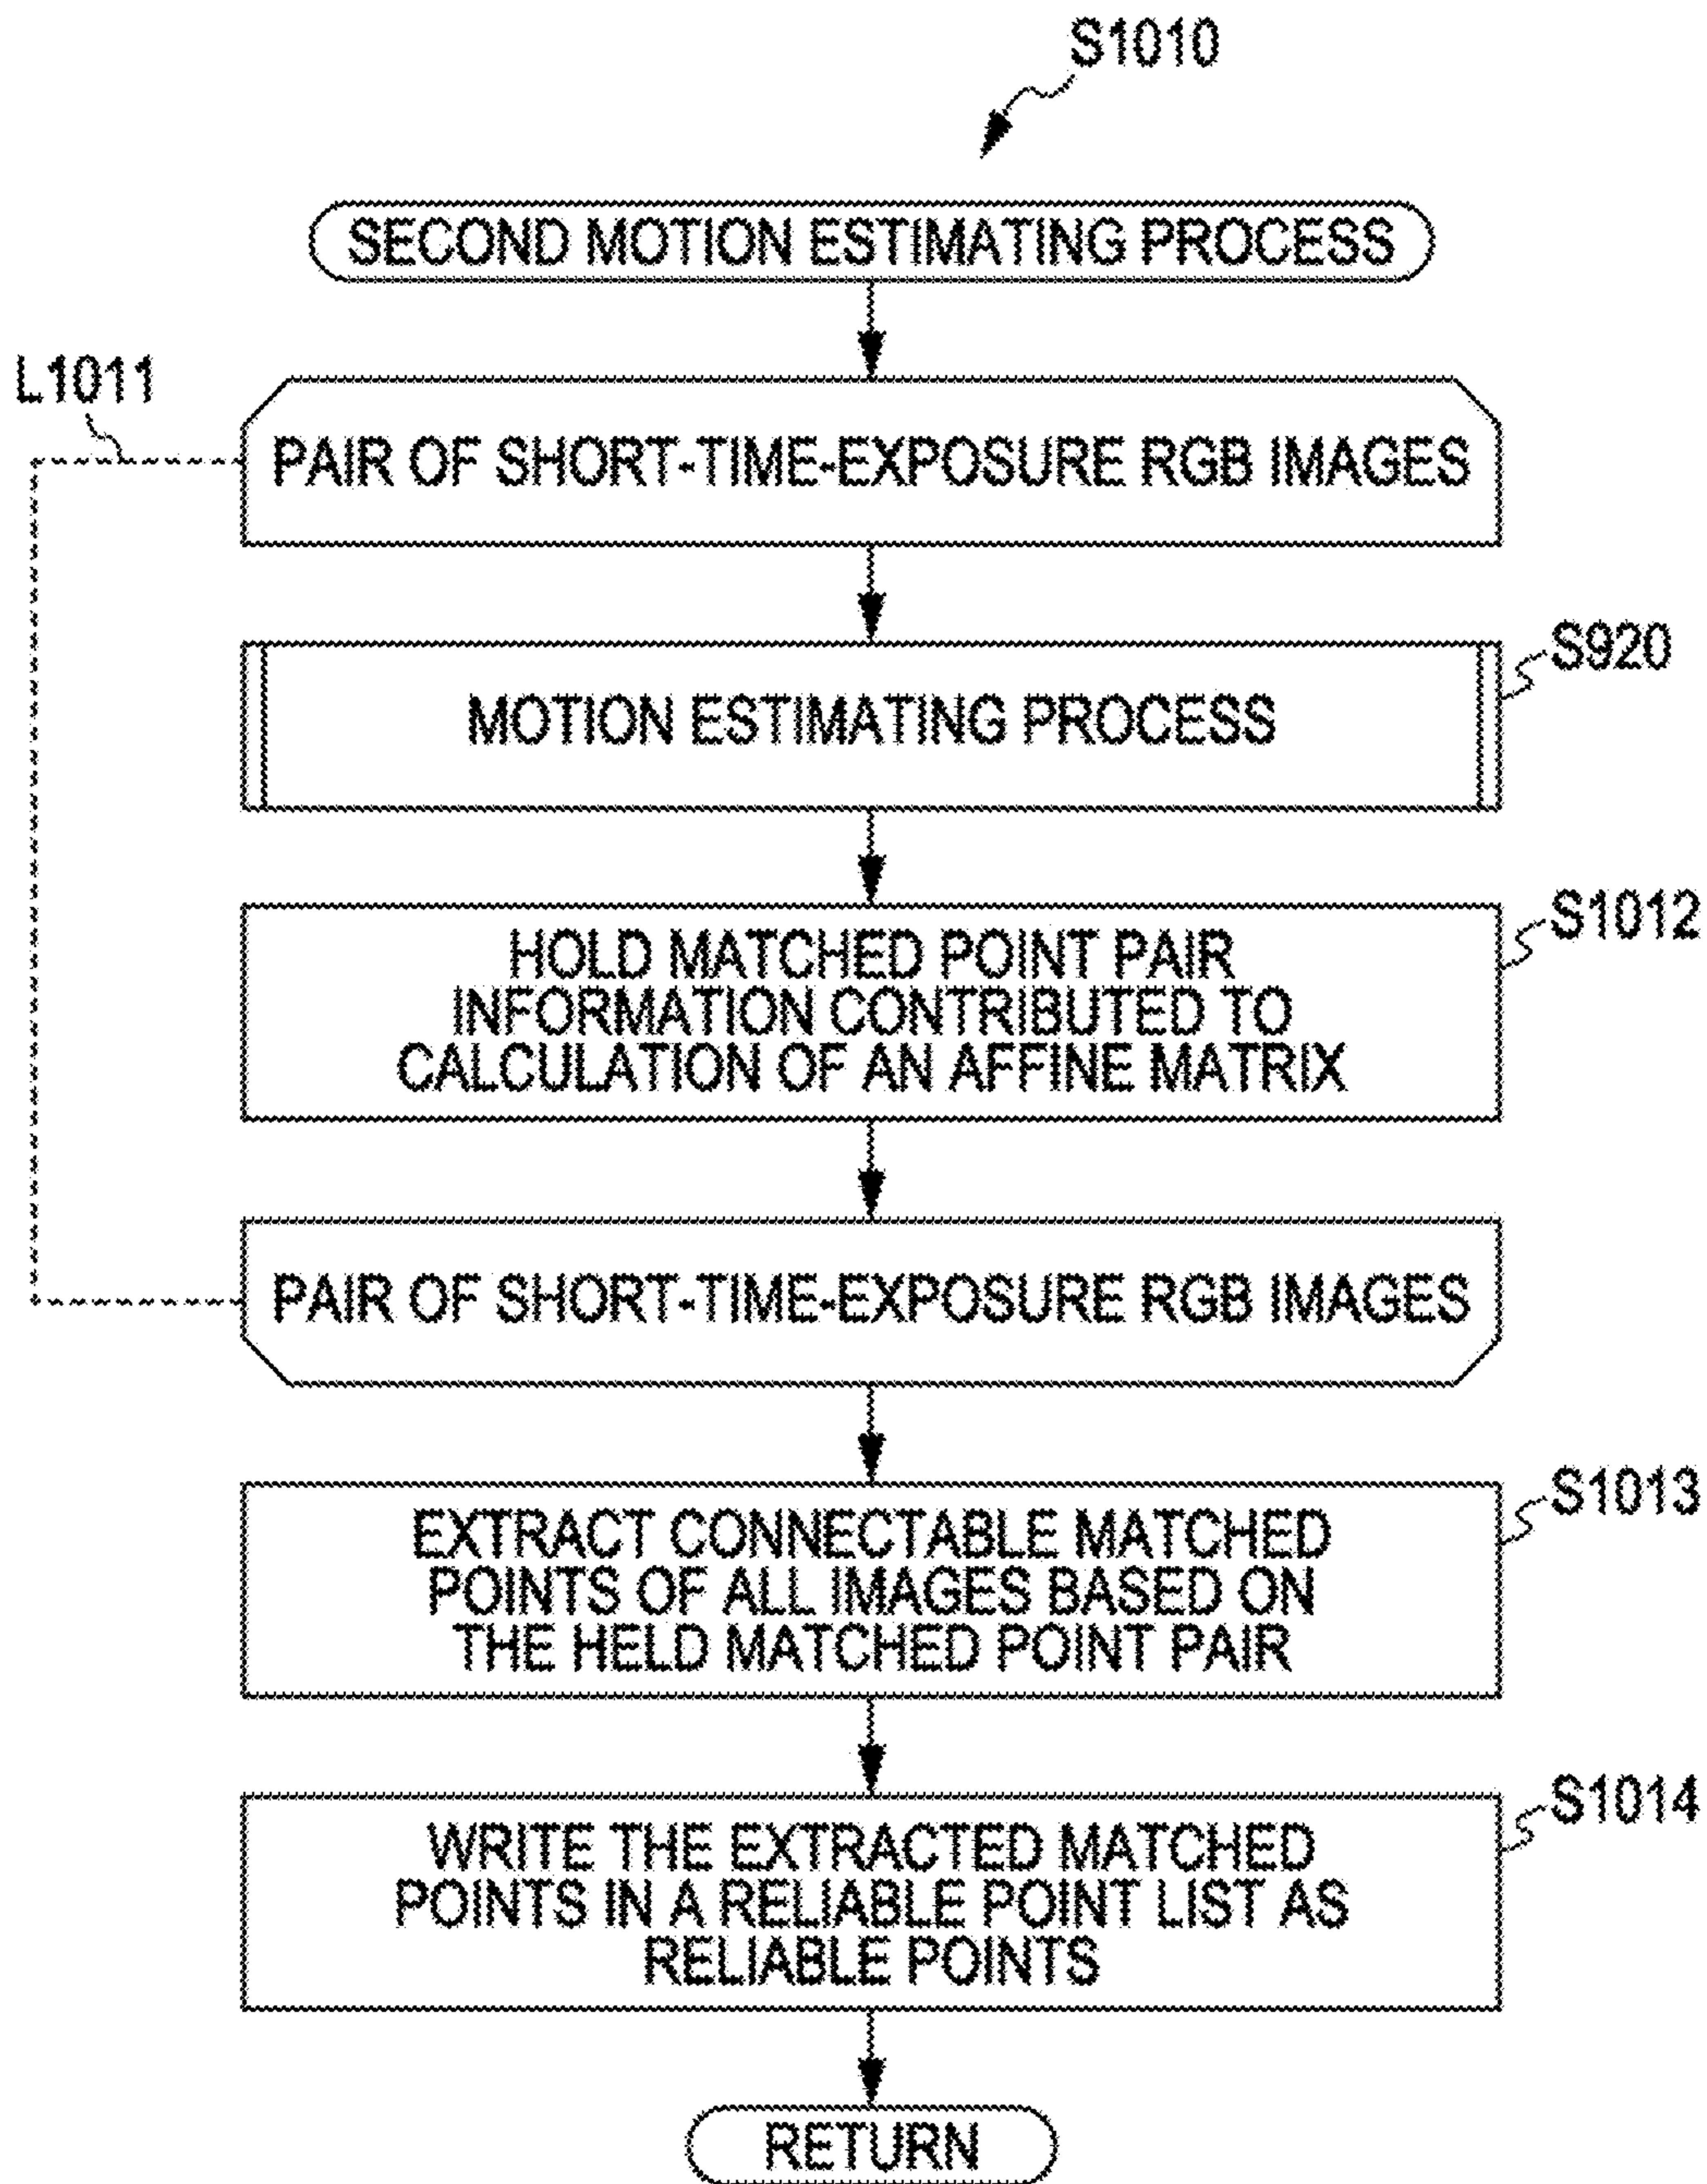 S1010
SECOND MOTION ESTIMATING PROCESS
L1011
PAIR OF SHORT-TIME-EXPOSURE RGB IMAGES
S920
MOTION ESTIMATING PROCESS
S1012
HOLD MATCHED POINT PAIR
INFORMATION CONTRIBUTED TO
CALCULATION OF AN AFFINE MATRIX
PAIR OF SHORT-TIME-EXPOSURE RGB IMAGES
S1013
EXTRACT CONNECTABLE MATCHED
POINTS OF ALL IMAGES BASED ON
THE HELD MATCHED POINT PAIR
S1014
WRITE THE EXTRACTED MATCHED
POINTS IN A RELIABLE POINT LIST AS
RELIABLE POINTS
RETURN